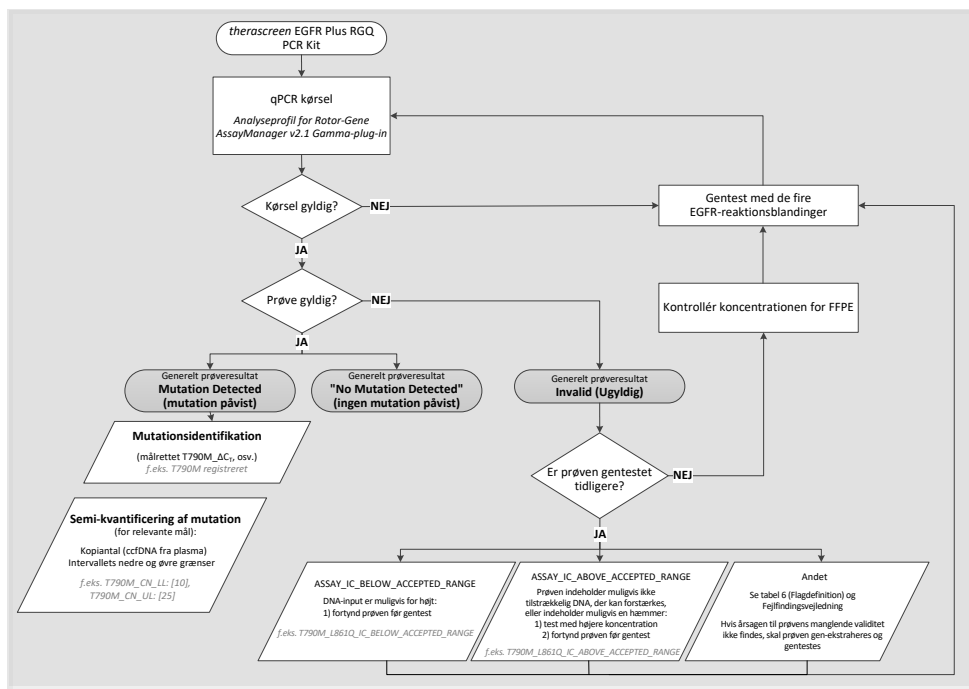 therascreen EGFR Plus RGQ
PCR Kit
qPCR kørsel
Analyseprofil for Rotor-Gene
AssayManager v2.1 Gamma-plug-in
Kørsel gyldig?
NEJ
Gentest med de fire
EGFR-reaktionsblandinger
JA
Prøve gyldig?
NEJ
Kontrollér koncentrationen for FFPE
JA
Generelt prøveresultat
Mutation Detected
(mutation påvist)
Generelt prøveresultat
"No Mutation Detected"
(ingen mutation påvist)
Generelt prøveresultat
Invalid (Ugyldig)
Mutationsidentifikation
(målrettet T790M_ΔCT, osv.)
f.eks. T790M registreret
Er prøven gentestet
tidligere?
NEJ
JA
Semi-kvantificering af mutation
(for relevante mål):
Kopiantal (ccfDNA fra plasma)
Intervallets nedre og øvre grænser
f.eks. T790M_CN_LL: [10],
T790M_CN_UL: [25]
ASSAY_IC_BELOW_ACCEPTED_RANGE
DNA-input er muligvis for højt:
1) fortynd prøven før gentest
f.eks. T790M_L861Q_IC_BELOW_ACCEPTED_RANGE
ASSAY_IC_ABOVE_ACCEPTED_RANGE
Prøven indeholder muligvis ikke
tilstrækkelig DNA, der kan forstærkes,
eller indeholder muligvis en hæmmer:
1) test med højere koncentration
2) fortynd prøven før gentest
f.eks. T790M_L861Q_IC_ABOVE_ACCEPTED_RANGE
Andet
Se tabel 6 (Flagdefinition) og
Fejlfindingsvejledning
Hvis årsagen til prøvens manglende validitet
ikke findes, skal prøven gen-ekstraheres og
gentestes